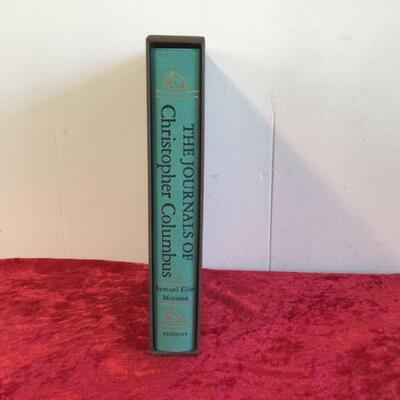 THE JOURNALS OF
Christopher Columbus
Samuel Eliot
Morison
HERITAGE